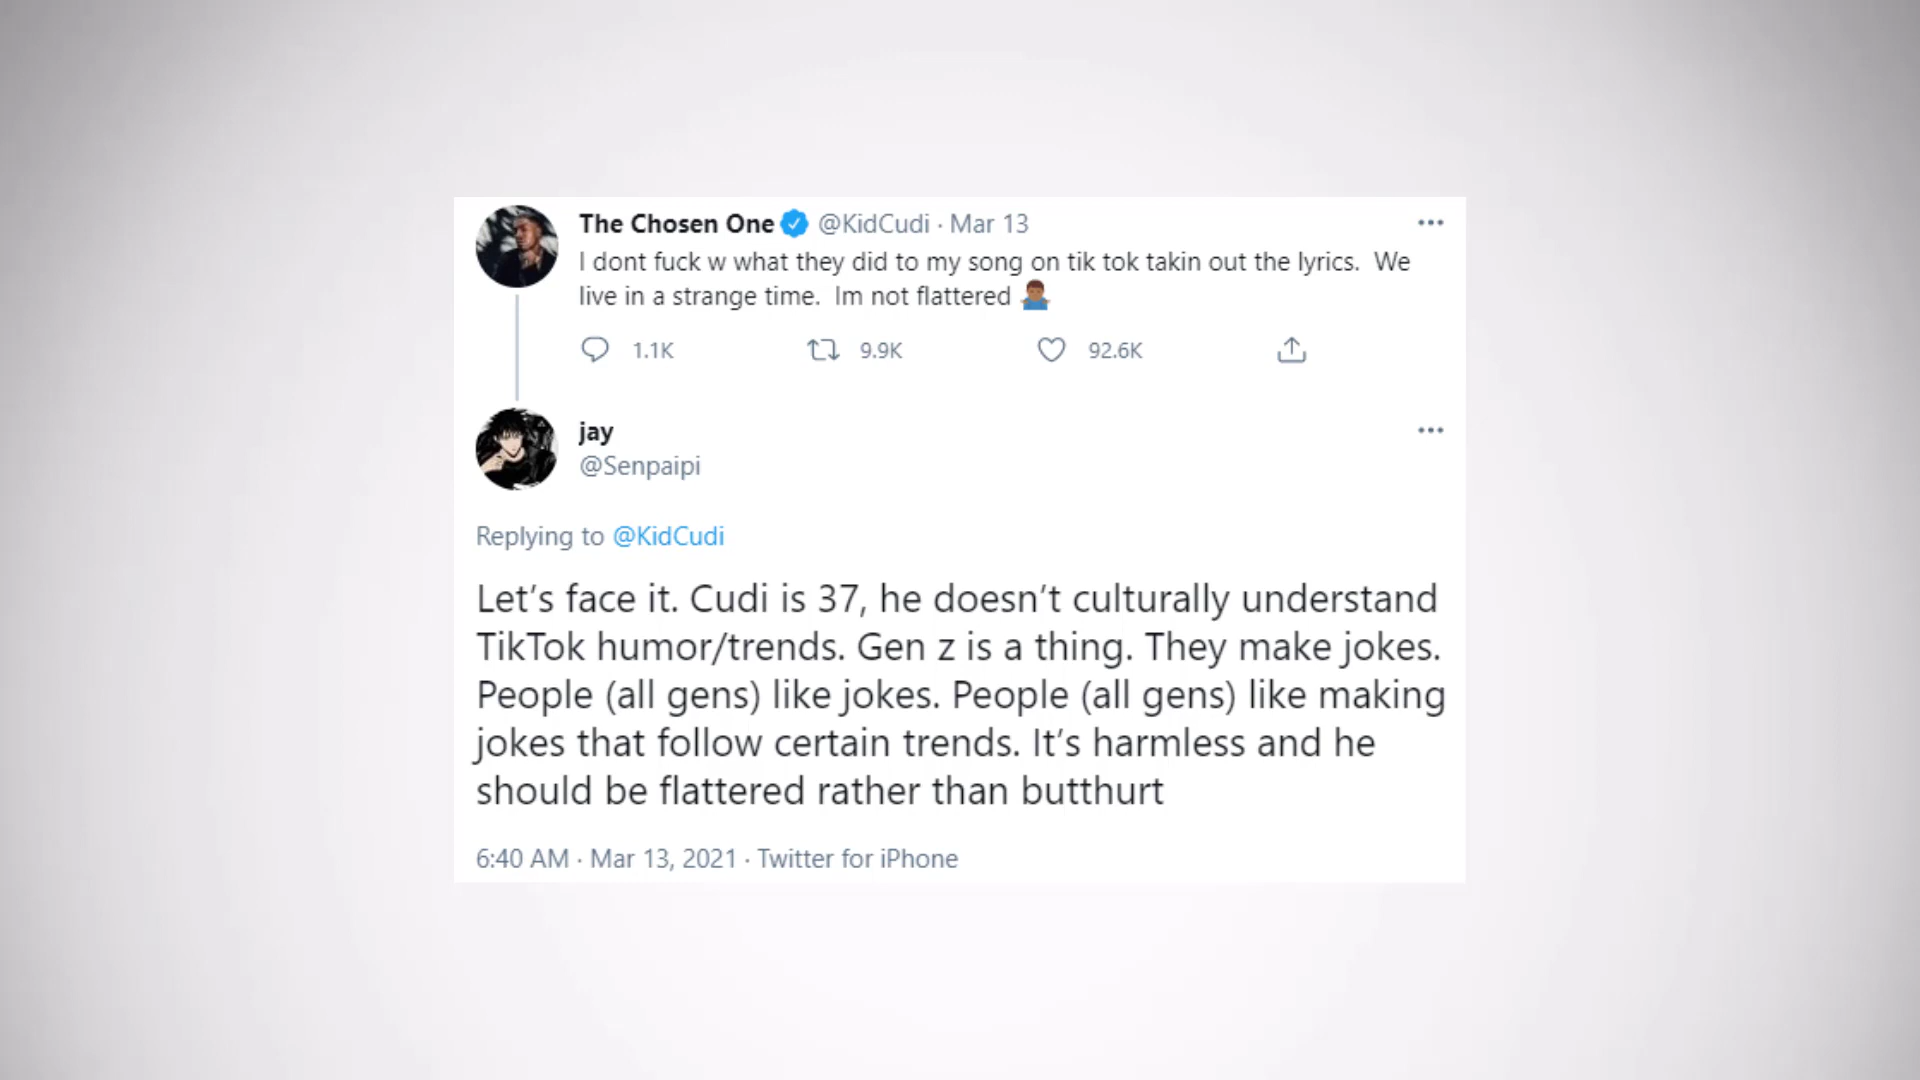 The Chosen One @KidCudi · Mar 13
I dont fuck w what they did to my song on tik tok takin out the lyrics.  We
live in a strange time.  Im not flattered 🤷🏾‍♂️
1.1K 9.9K 92.6K
jay
@Senpaipi
Replying to @KidCudi
Let’s face it. Cudi is 37, he doesn’t culturally understand
TikTok humor/trends. Gen z is a thing. They make jokes.
People (all gens) like jokes. People (all gens) like making
jokes that follow certain trends. It’s harmless and he
should be flattered rather than butthurt
6:40 AM · Mar 13, 2021 · Twitter for iPhone